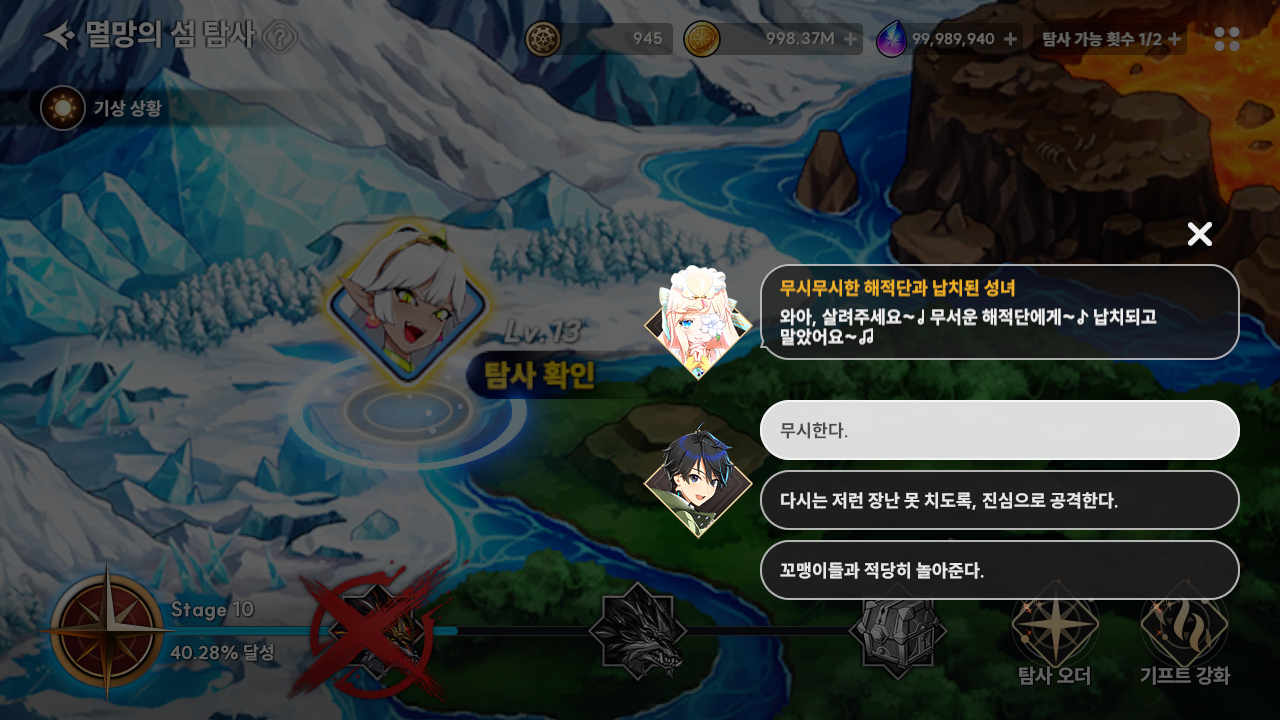 멸망의 섬 탐사
945
998.37M
99,989,940
탐사 가능 횟수 1/2
기상 상황
무시무시한 해적단과 납치된 성녀
와아, 살려주세요~♩ 무서운 해적단에게~♪ 납치되고
말았어요~♫
Lv.13
탐사 확인
무시한다.
다시는 저런 장난 못 치도록, 진심으로 공격한다.
꼬맹이들과 적당히 놀아준다.
Stage 10
40.28% 달성
탐사 오더
기프트 강화